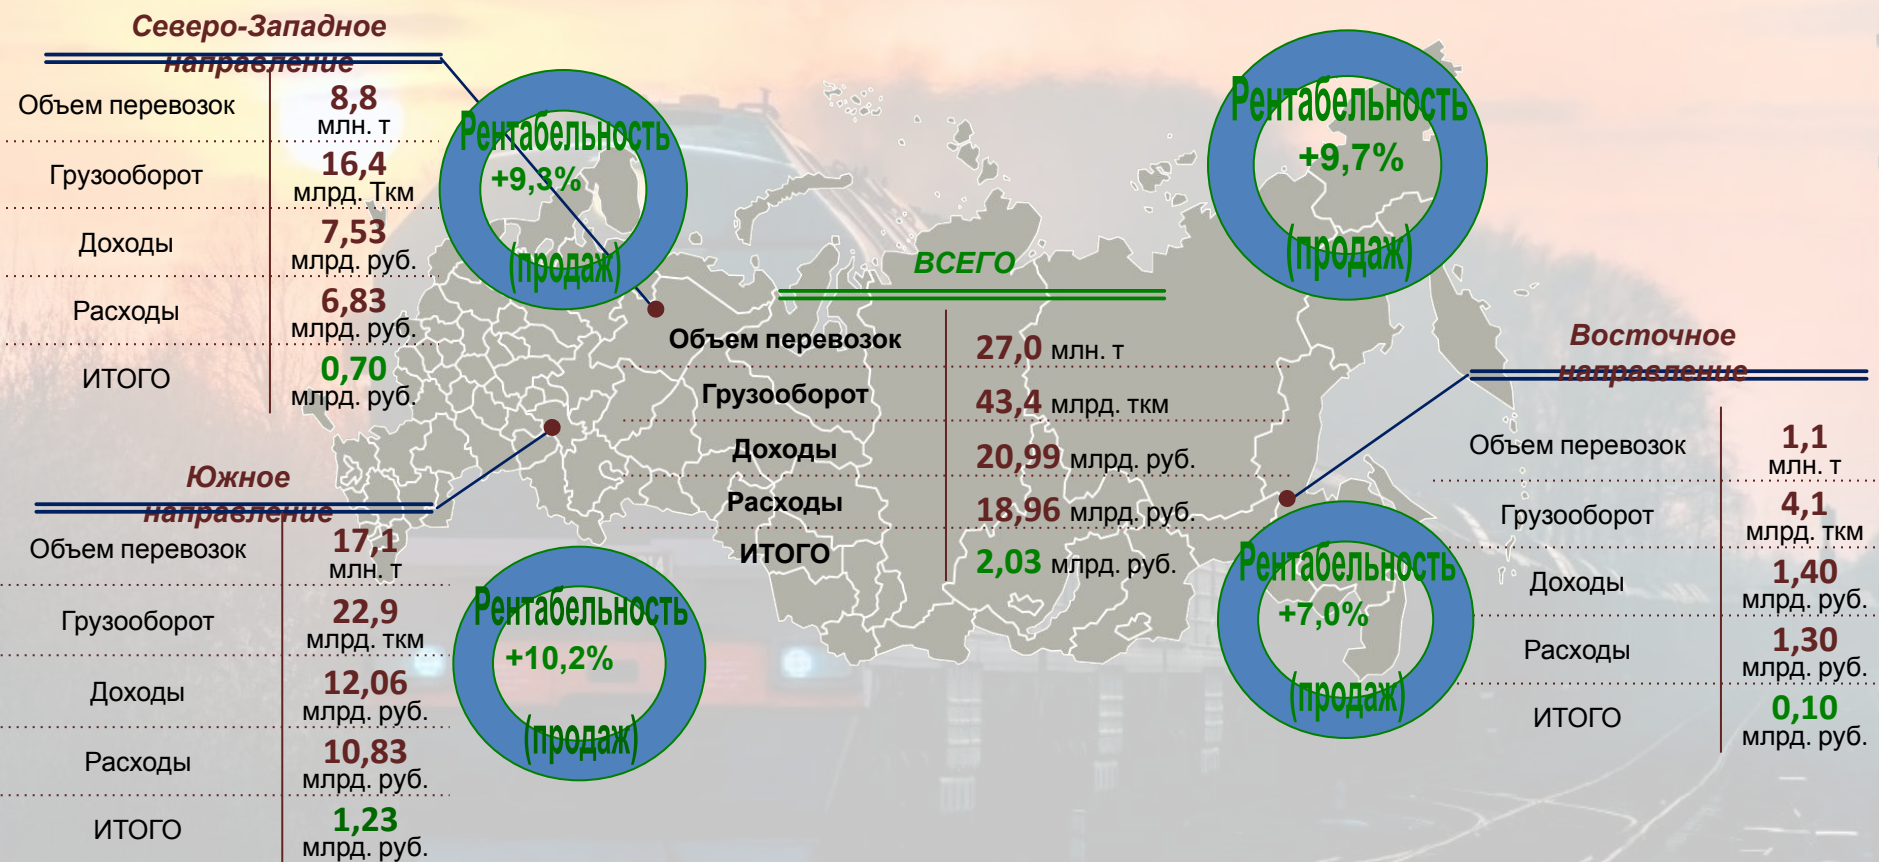 Северо-Западное
направление
Объем перевозок
8,8
млн. т
Грузооборот
16,4
млрд. Ткм
Доходы
7,53
млрд. руб.
Расходы
6,83
млрд. руб.
ИТОГО
0,70
млрд. руб.
Рентабельность
+9,3%
(продаж)
Южное
направление
Объем перевозок
17,1
млн. т
Грузооборот
22,9
млрд. ткм
Доходы
12,06
млрд. руб.
Расходы
10,83
млрд. руб.
ИТОГО
1,23
млрд. руб.
Рентабельность
+10,2%
(продаж)
ВСЕГО
Объем перевозок
27,0 млн. т
Грузооборот
43,4 млрд. ткм
Доходы
20,99 млрд. руб.
Расходы
18,96 млрд. руб.
ИТОГО
2,03 млрд. руб.
Рентабельность
+9,7%
(продаж)
Восточное
направление
Объем перевозок
1,1
млн. т
Грузооборот
4,1
млрд. ткм
Доходы
1,40
млрд. руб.
Расходы
1,30
млрд. руб.
ИТОГО
0,10
млрд. руб.
Рентабельность
+7,0%
(продаж)